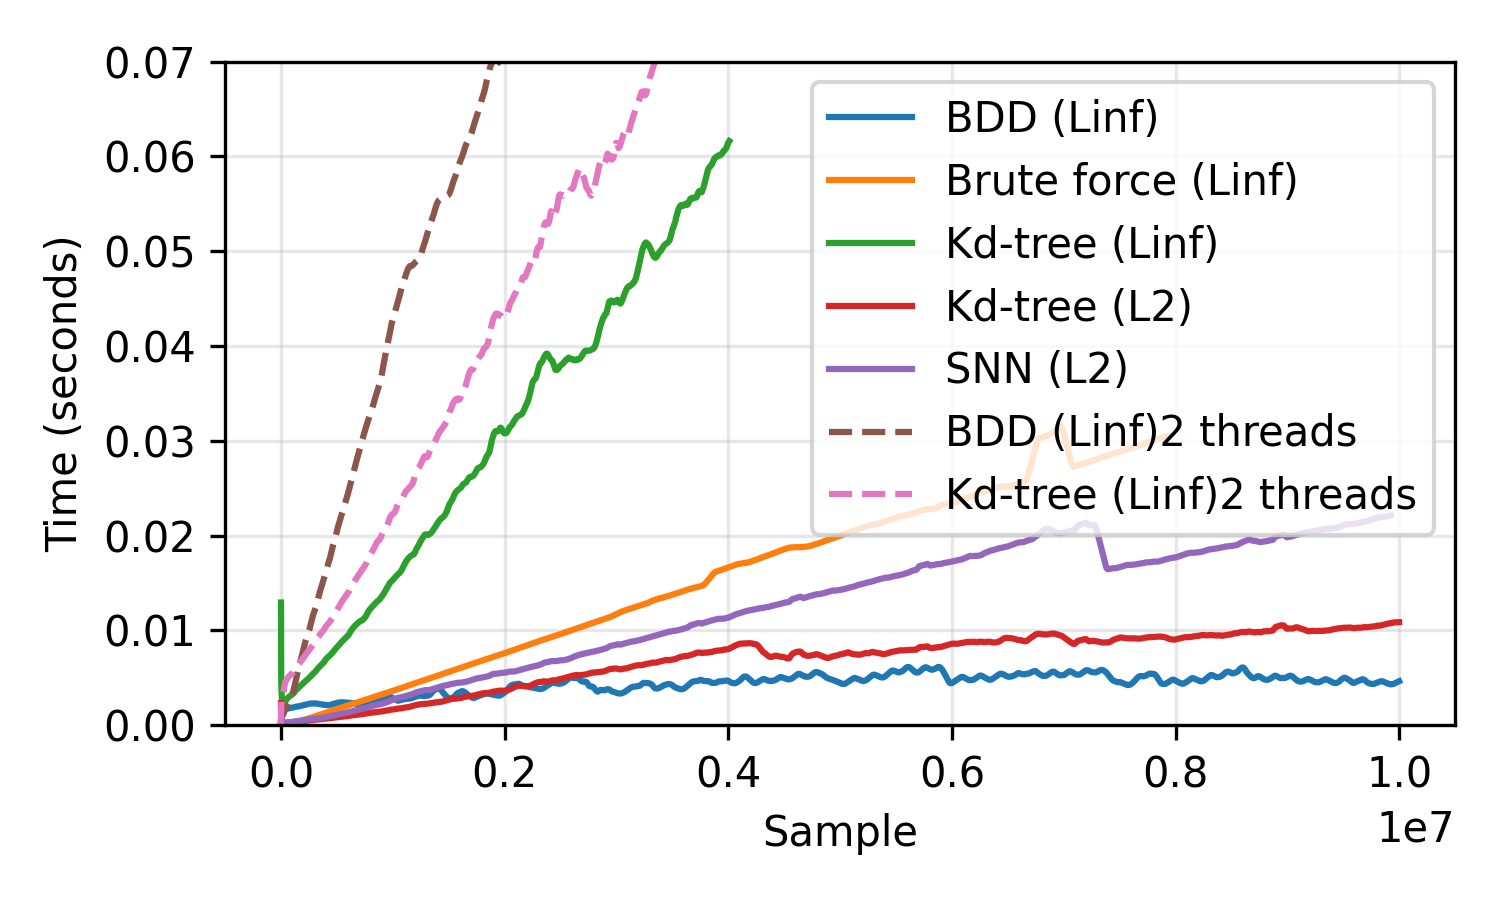 0.07
0.06
0.05
0.04
0.03
0.02
0.01
0.00
Time (seconds)
BDD (Linf)
Brute force (Linf)
Kd-tree (Linf)
Kd-tree (L2)
SNN (L2)
BDD (Linf)2 threads
Kd-tree (Linf)2 threads
0.0 0.2 0.4 0.6 0.8 1.0
Sample
1e7